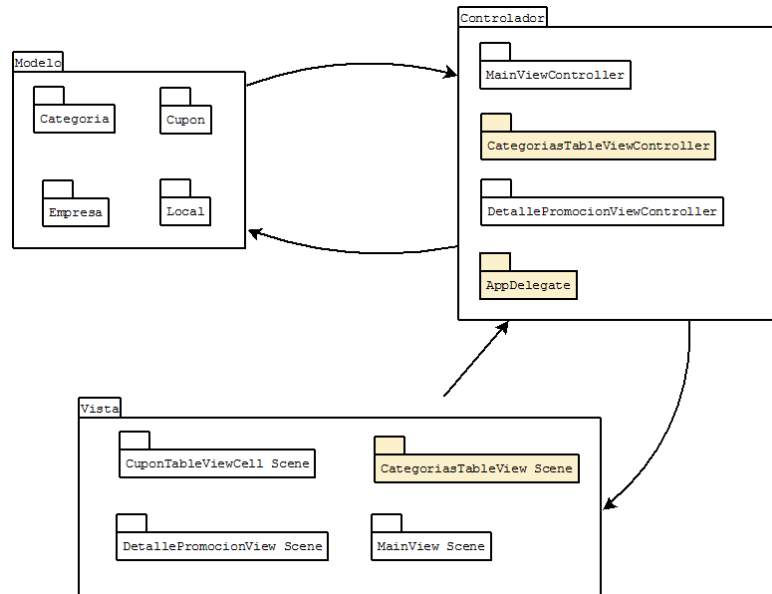 Modelo
Categoria
Cupon
Empresa
Local
Controlador
MainViewController
CategoriasTableViewController
DetallePromocionViewController
AppDelegate
Vista
CuponTableViewCell Scene
CategoriasTableView Scene
DetallePromocionView Scene
MainView Scene